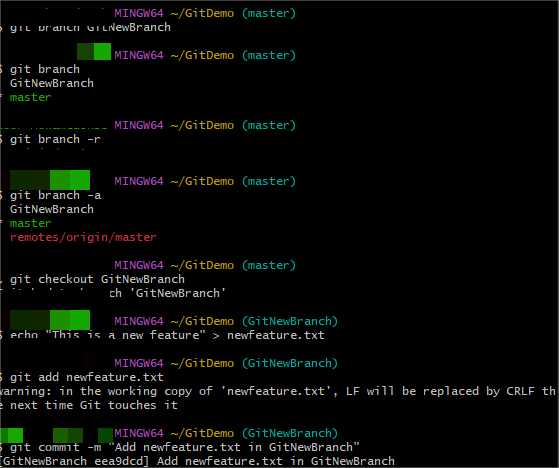 MINGW64 ~/GitDemo (master)
$ git branch GitNewBranch
MINGW64 ~/GitDemo (master)
$ git branch
GitNewBranch
* master
MINGW64 ~/GitDemo (master)
$ git branch -r
MINGW64 ~/GitDemo (master)
$ git branch -a
GitNewBranch
* master
remotes/origin/master
MINGW64 ~/GitDemo (master)
git checkout GitNewBranch
'GitNewBranch'
MINGW64 ~/GitDemo (GitNewBranch)
$ echo "This is a new feature" > newfeature.txt
MINGW64 ~/GitDemo (GitNewBranch)
$ git add newfeature.txt
warning: in the working copy of 'newfeature.txt', LF will be replaced by CRLF th
e next time Git touches it
MINGW64 ~/GitDemo (GitNewBranch)
$ git commit -m "Add newfeature.txt in GitNewBranch"
[GitNewBranch eea9dcd] Add newfeature.txt in GitNewBranch